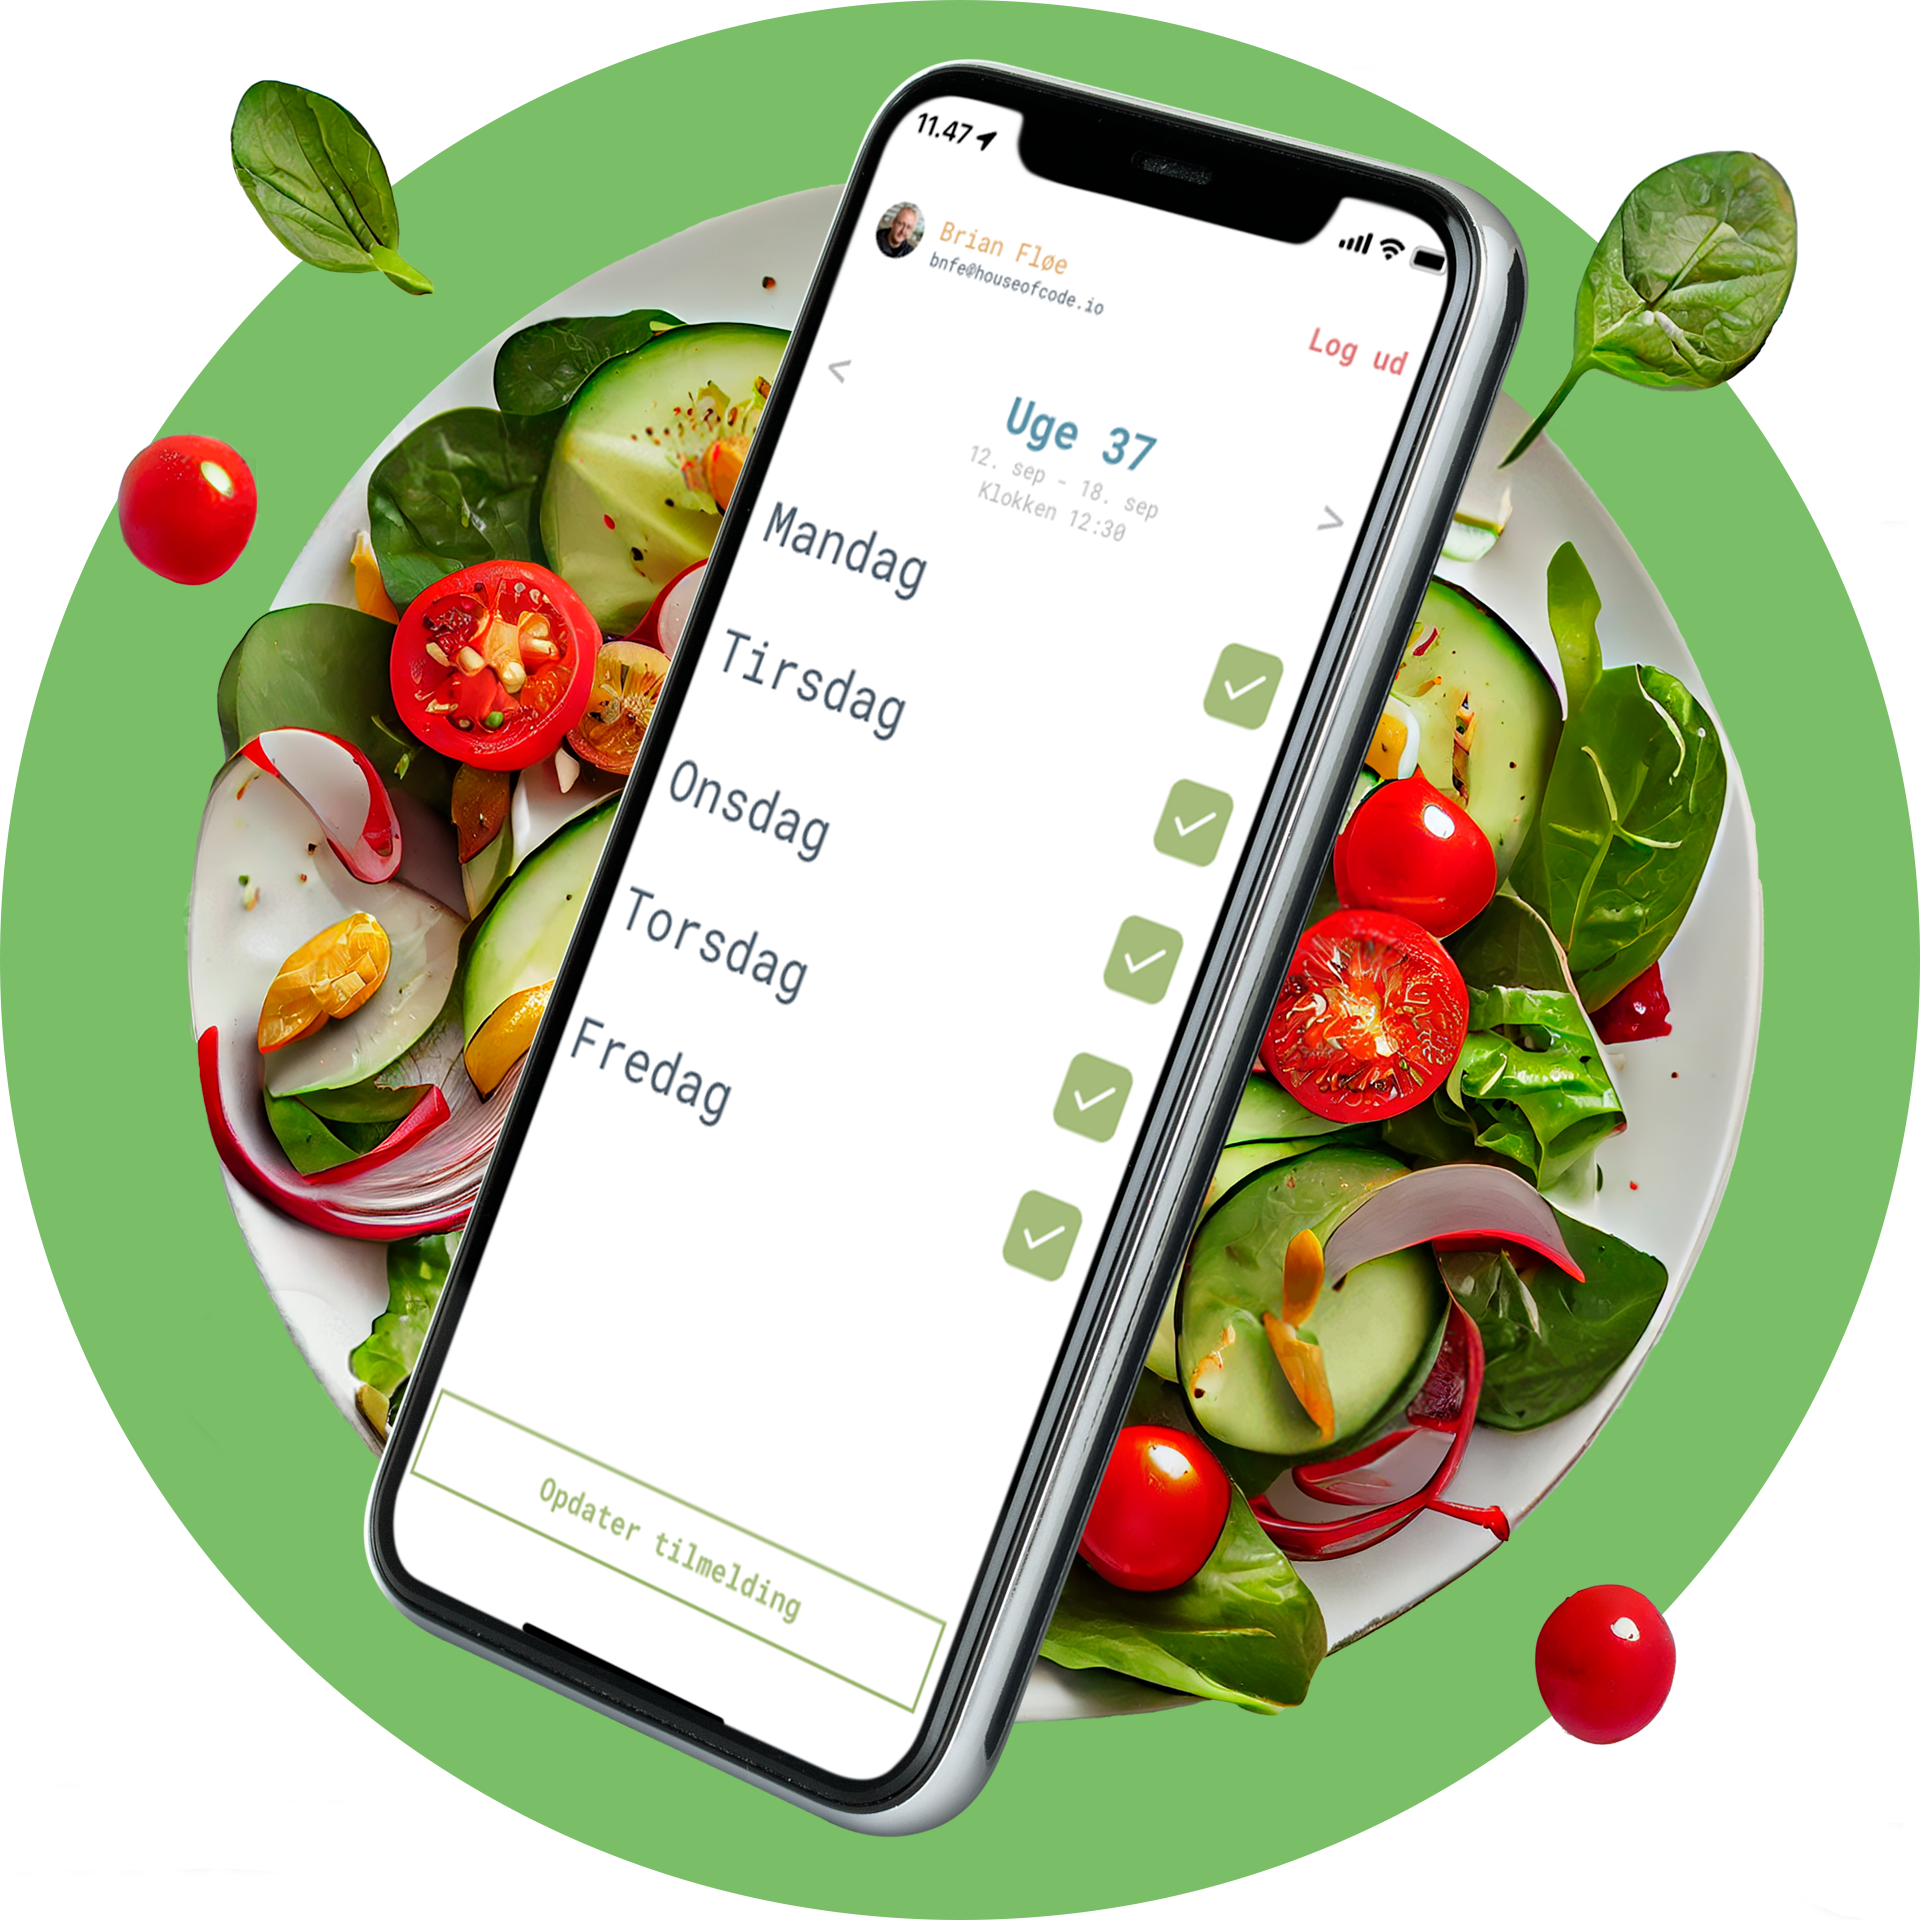 11.47
Brian Fløe
bnfe@houseofcode.io
Log ud
<
Uge 37
12. sep - 18. sep
Klokken 12:30
>
Mandag
Tirsdag
Onsdag
Torsdag
Fredag
Opdater tilmelding